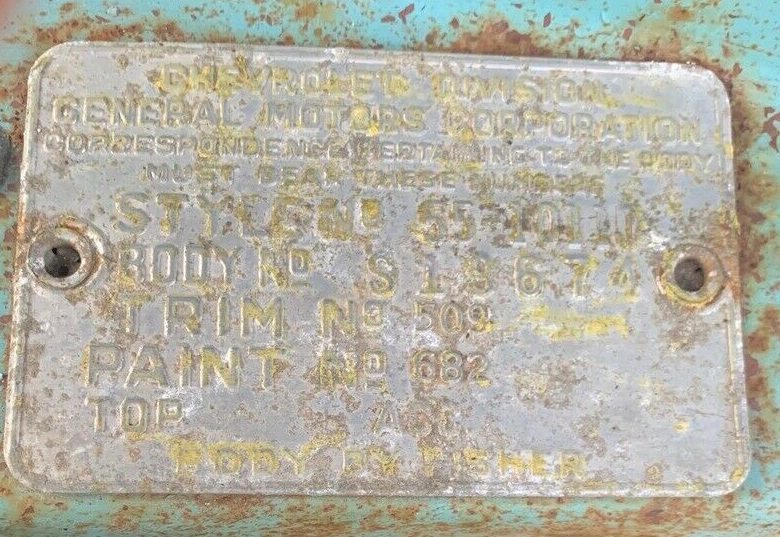 CHEVROLET DIVISION
GENERAL MOTORS CORPORATION
CORRESPONDENCE PERTAINING TO THE BODY
MUST BEAR THESE NUMBERS
STYLE Nº
BODY Nº S 19674
TRIM Nº 509
PAINT Nº 682
TOP
BODY BY FISHER